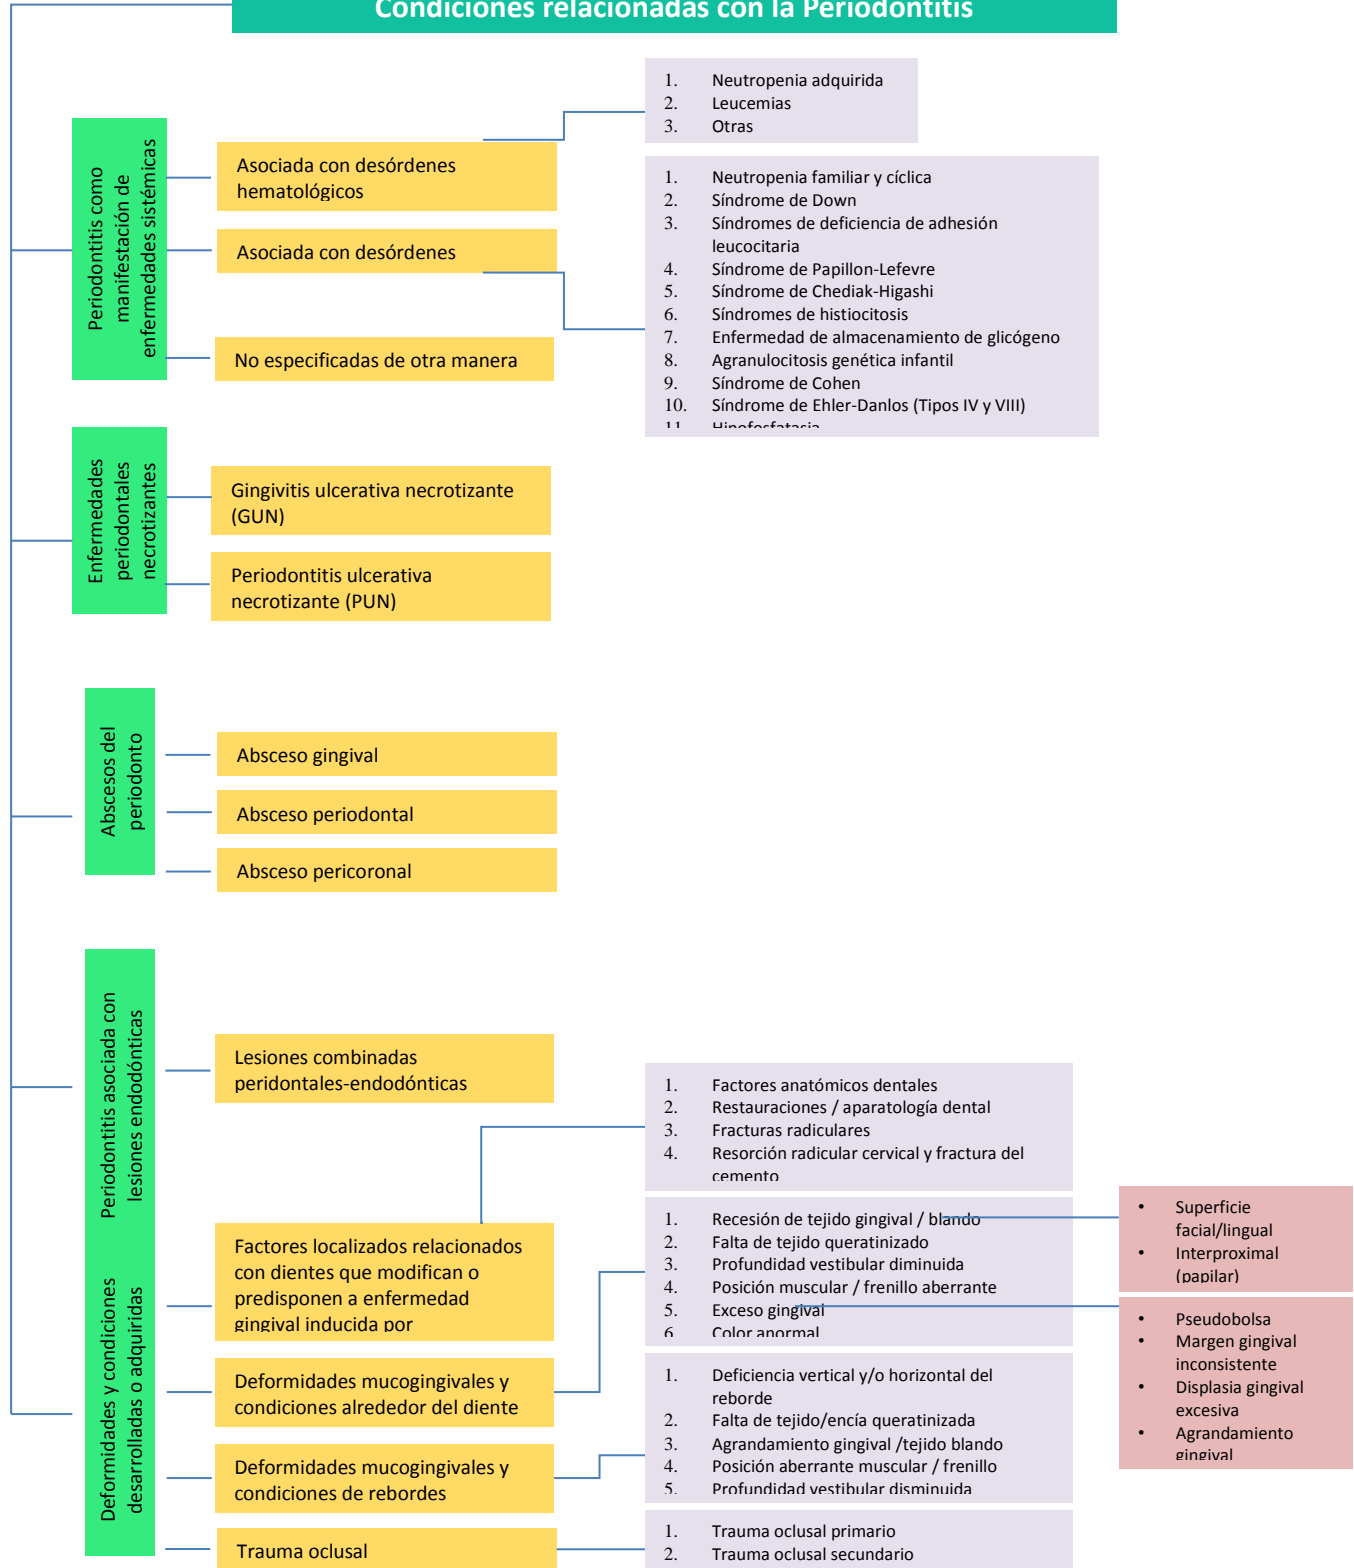 Condiciones relacionadas con la Periodontitis
Periodontitis como
manifestación de
enfermedades sistémicas
Asociada con desórdenes
hematológicos
1. Neutropenia adquirida
2. Leucemias
3. Otras
Asociada con desórdenes
1. Neutropenia familiar y cíclica
2. Síndrome de Down
3. Síndromes de deficiencia de adhesión
leucocitaria
4. Síndrome de Papillon-Lefevre
5. Síndrome de Chediak-Higashi
6. Síndromes de histiocitosis
7. Enfermedad de almacenamiento de glicógeno
8. Agranulocitosis genética infantil
9. Síndrome de Cohen
10. Síndrome de Ehler-Danlos (Tipos IV y VIII)
11. Hipofosfatasia
No especificadas de otra manera
Enfermedades
periodontales
necrotizantes
Gingivitis ulcerativa necrotizante
(GUN)
Periodontitis ulcerativa
necrotizante (PUN)
Abscesos del
periodonto
Absceso gingival
Absceso periodontal
Absceso pericoronal
Periodontitis asociada con
lesiones endodónticas
Lesiones combinadas
peridontales-endodónticas
Deformidades y condiciones
desarrolladas o adquiridas
Factores localizados relacionados
con dientes que modifican o
predisponen a enfermedad
gingival inducida por
1. Factores anatómicos dentales
2. Restauraciones / aparatología dental
3. Fracturas radiculares
4. Resorción radicular cervical y fractura del
cemento
Deformidades mucogingivales y
condiciones alrededor del diente
1. Recesión de tejido gingival / blando
2. Falta de tejido queratinizado
3. Profundidad vestibular diminuida
4. Posición muscular / frenillo aberrante
5. Exceso gingival
6. Color anormal
• Superficie
facial/lingual
• Interproximal
(papilar)
• Pseudobolsa
• Margen gingival
inconsistente
• Displasia gingival
excesiva
• Agrandamiento
gingival
Deformidades mucogingivales y
condiciones de rebordes
1. Deficiencia vertical y/o horizontal del
reborde
2. Falta de tejido/encía queratinizada
3. Agrandamiento gingival /tejido blando
4. Posición aberrante muscular / frenillo
5. Profundidad vestibular disminuida
Trauma oclusal
1. Trauma oclusal primario
2. Trauma oclusal secundario